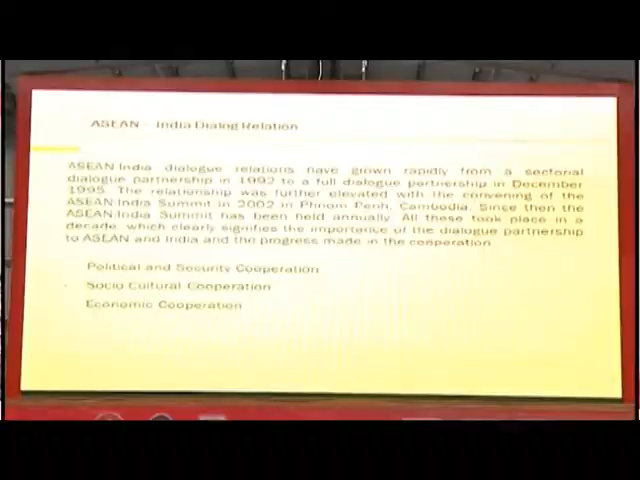 ASEAN – India Dialog Relation
ASEAN-India dialogue relations have grown rapidly from a sectorial
dialogue partnership in 1992 to a full dialogue partnership in December
1995. The relationship was further elevated with the convening of the
ASEAN-India Summit in 2002 in Phnom Penh, Cambodia. Since then the
ASEAN-India Summit has been held annually. All these took place in a
decade, which clearly signifies the importance of the dialogue partnership
to ASEAN and India and the progress made in the cooperation
Political and Security Cooperation
Socio Cultural Cooperation
Economic Cooperation